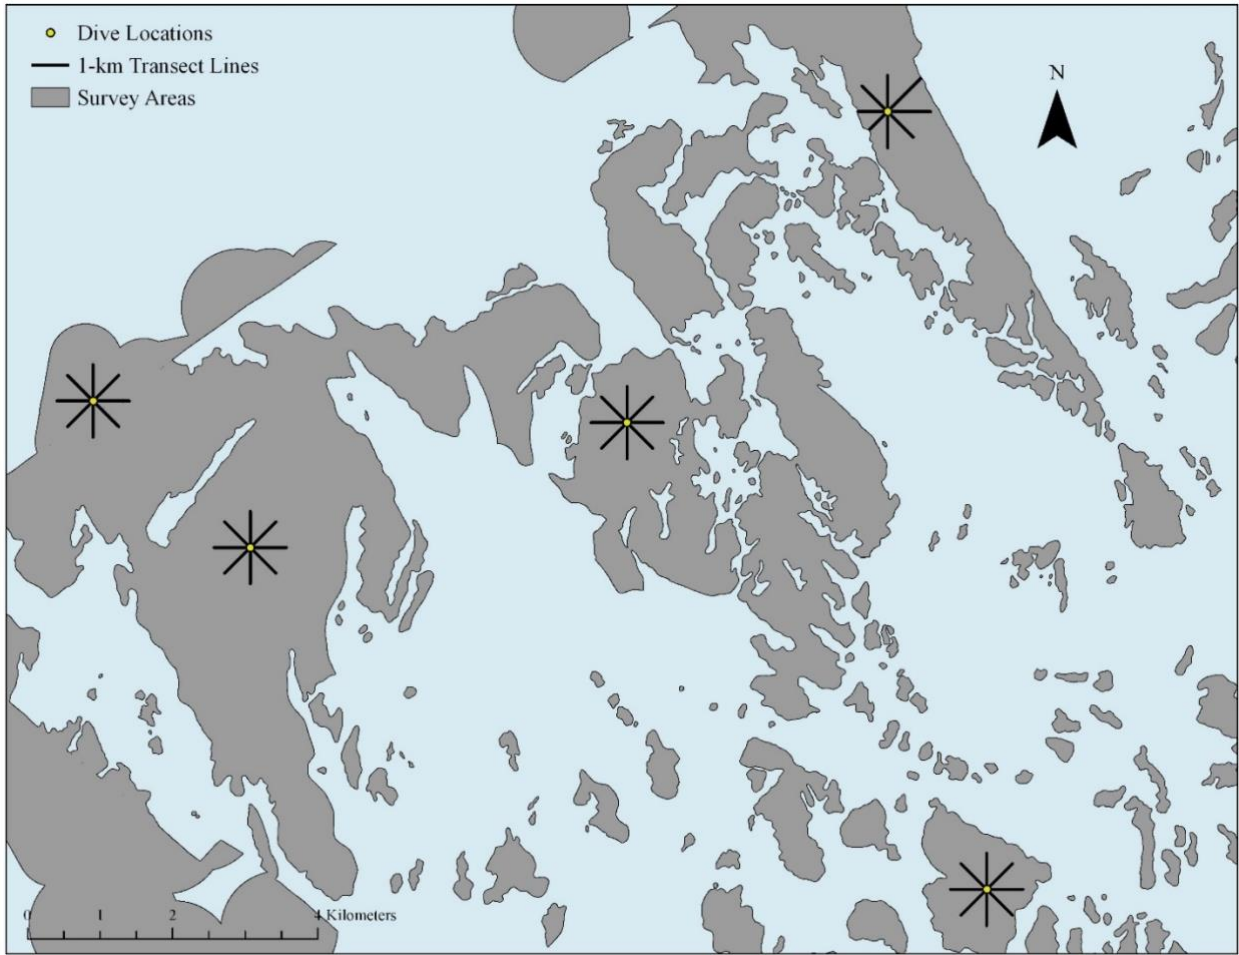 Dive Locations
1-km Transect Lines
Survey Areas
N
0 1 2 4 Kilometers